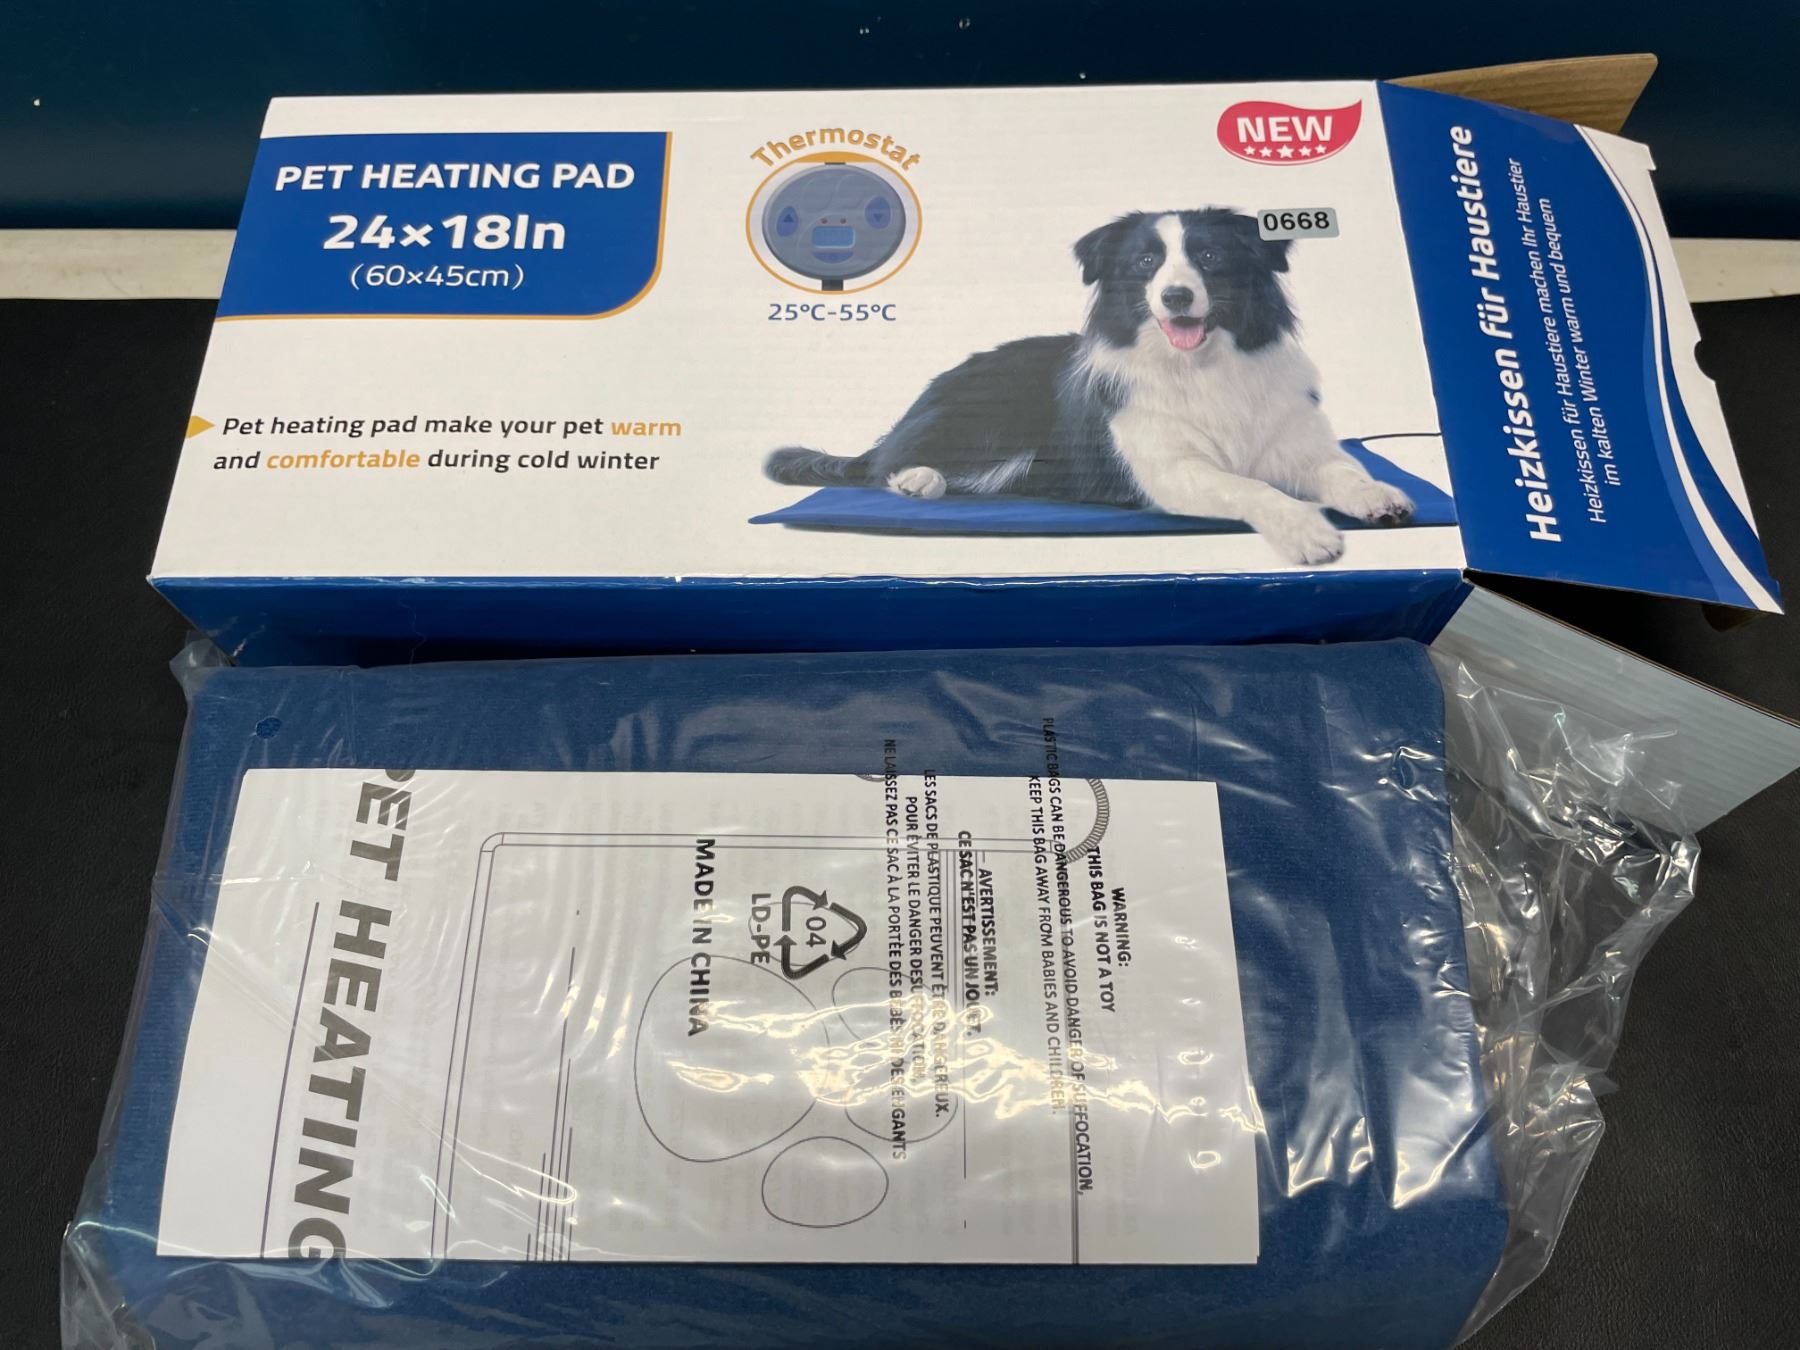 PET HEATING PAD
24×18In
(60×45cm)
Thermostat
25°C-55°C
NEW
0668
Pet heating pad make your pet warm
and comfortable during cold winter
Heizkissen für Haustiere
Heizkissen für Haustiere machen Ihr Haustier
im kalten Winter warm und bequem
PET HEATING
MADE IN CHINA
04
LD-PE
WARNING:
THIS BAG IS NOT A TOY
PLASTIC BAGS CAN BE DANGEROUS TO AVOID DANGER OF SUFFOCATION,
KEEP THIS BAG AWAY FROM BABIES AND CHILDREN.
AVERTISSEMENT:
CE SAC N'EST PAS UN JOUET.
LES SACS DE PLASTIQUE PEUVENT ÊTRE DANGEREUX.
POUR ÉVITER LE DANGER DE SUFFOCATION,
NE LAISSEZ PAS CE SAC À LA PORTÉE DES BÉBÉS NI DES ENGANTS